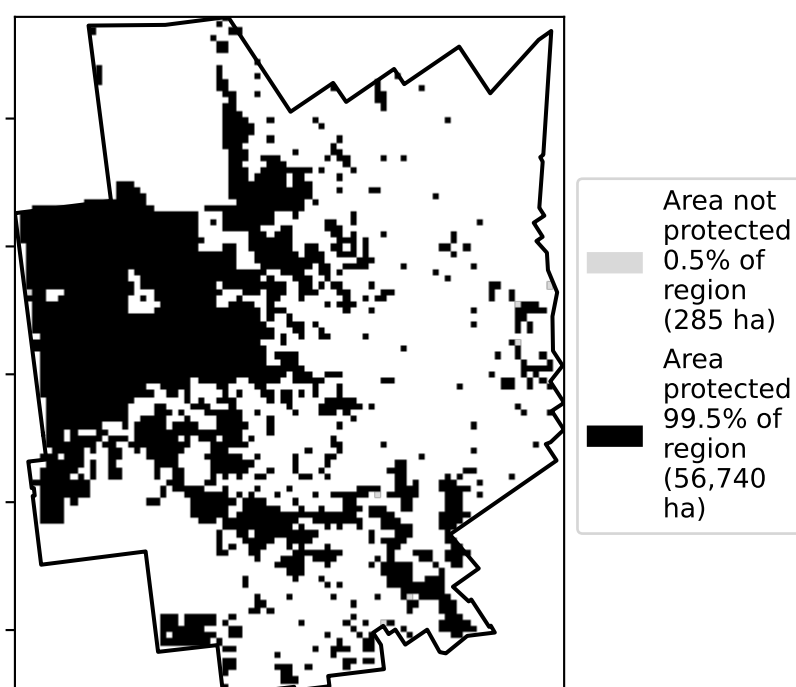 Area not
protected
0.5% of
region
(285 ha)
Area
protected
99.5% of
region
(56,740
ha)